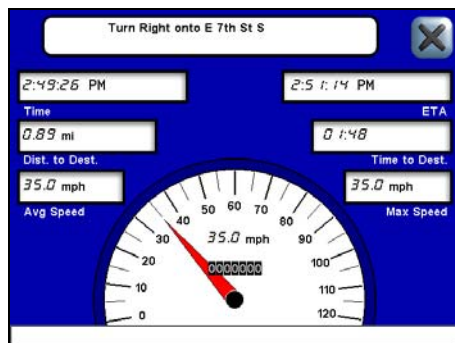 Turn Right onto E 7th St S
2:49:26 PM
2:51:14 PM
Time
ETA
0.89 mi
01:48
Dist. to Dest.
Time to Dest.
35.0 mph
35.0 mph
Avg Speed
Max Speed
0 10 20 30 40 50 60 70 80 90 100 110 120
35.0 mph
0000000